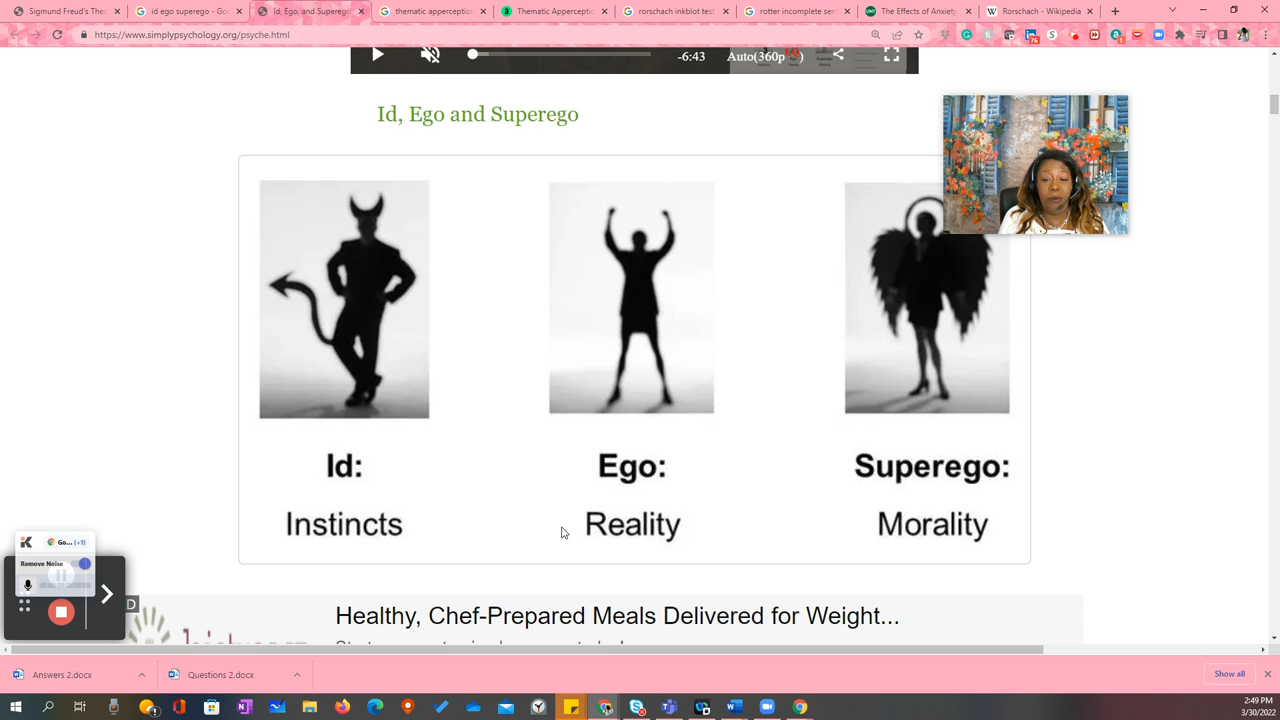 Sigmund Freud's The
id ego superego - Go
Id, Ego, and Superego
thematic apperception
Thematic Apperceptio
rorschach inkblot test
rotter incomplete sen
The Effects of Anxiety
Rorschach - Wikipedia
https://www.simplypsychology.org/psyche.html
-6:43
Auto(360p)
Id, Ego and Superego
Id:
Ego:
Superego:
Instincts
Reality
Morality
Go... (+1)
Remove Noise
D
Healthy, Chef-Prepared Meals Delivered for Weight...
Answers 2.docx
Questions 2.docx
Show all
2:49 PM
3/30/2022